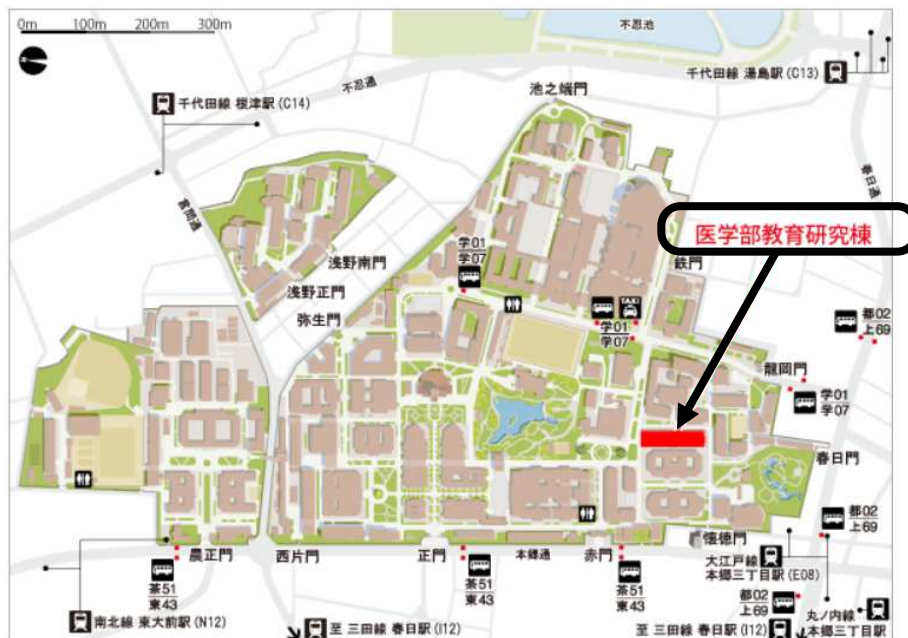 0m 100m 200m 300m
不忍池
千代田線 湯島駅 (C13)
池之端門
千代田線 根津駅 (C14)
不忍通
春日通
言問通
医学部教育研究棟
学01
学07
浅野南門
鉄門
浅野正門
TAXI
弥生門
学01
学07
都02
上69
龍岡門
学01
学07
春日門
都02
上69
農正門
西片門
正門
本郷通
赤門
懐徳門
大江戸線
本郷三丁目駅 (E08)
茶51
東43
茶51
東43
茶51
東43
都02
上69
丸ノ内線
本郷三丁目駅
南北線 東大前駅 (N12)
至 三田線 春日駅 (I12)
至 三田線 春日駅 (I12)